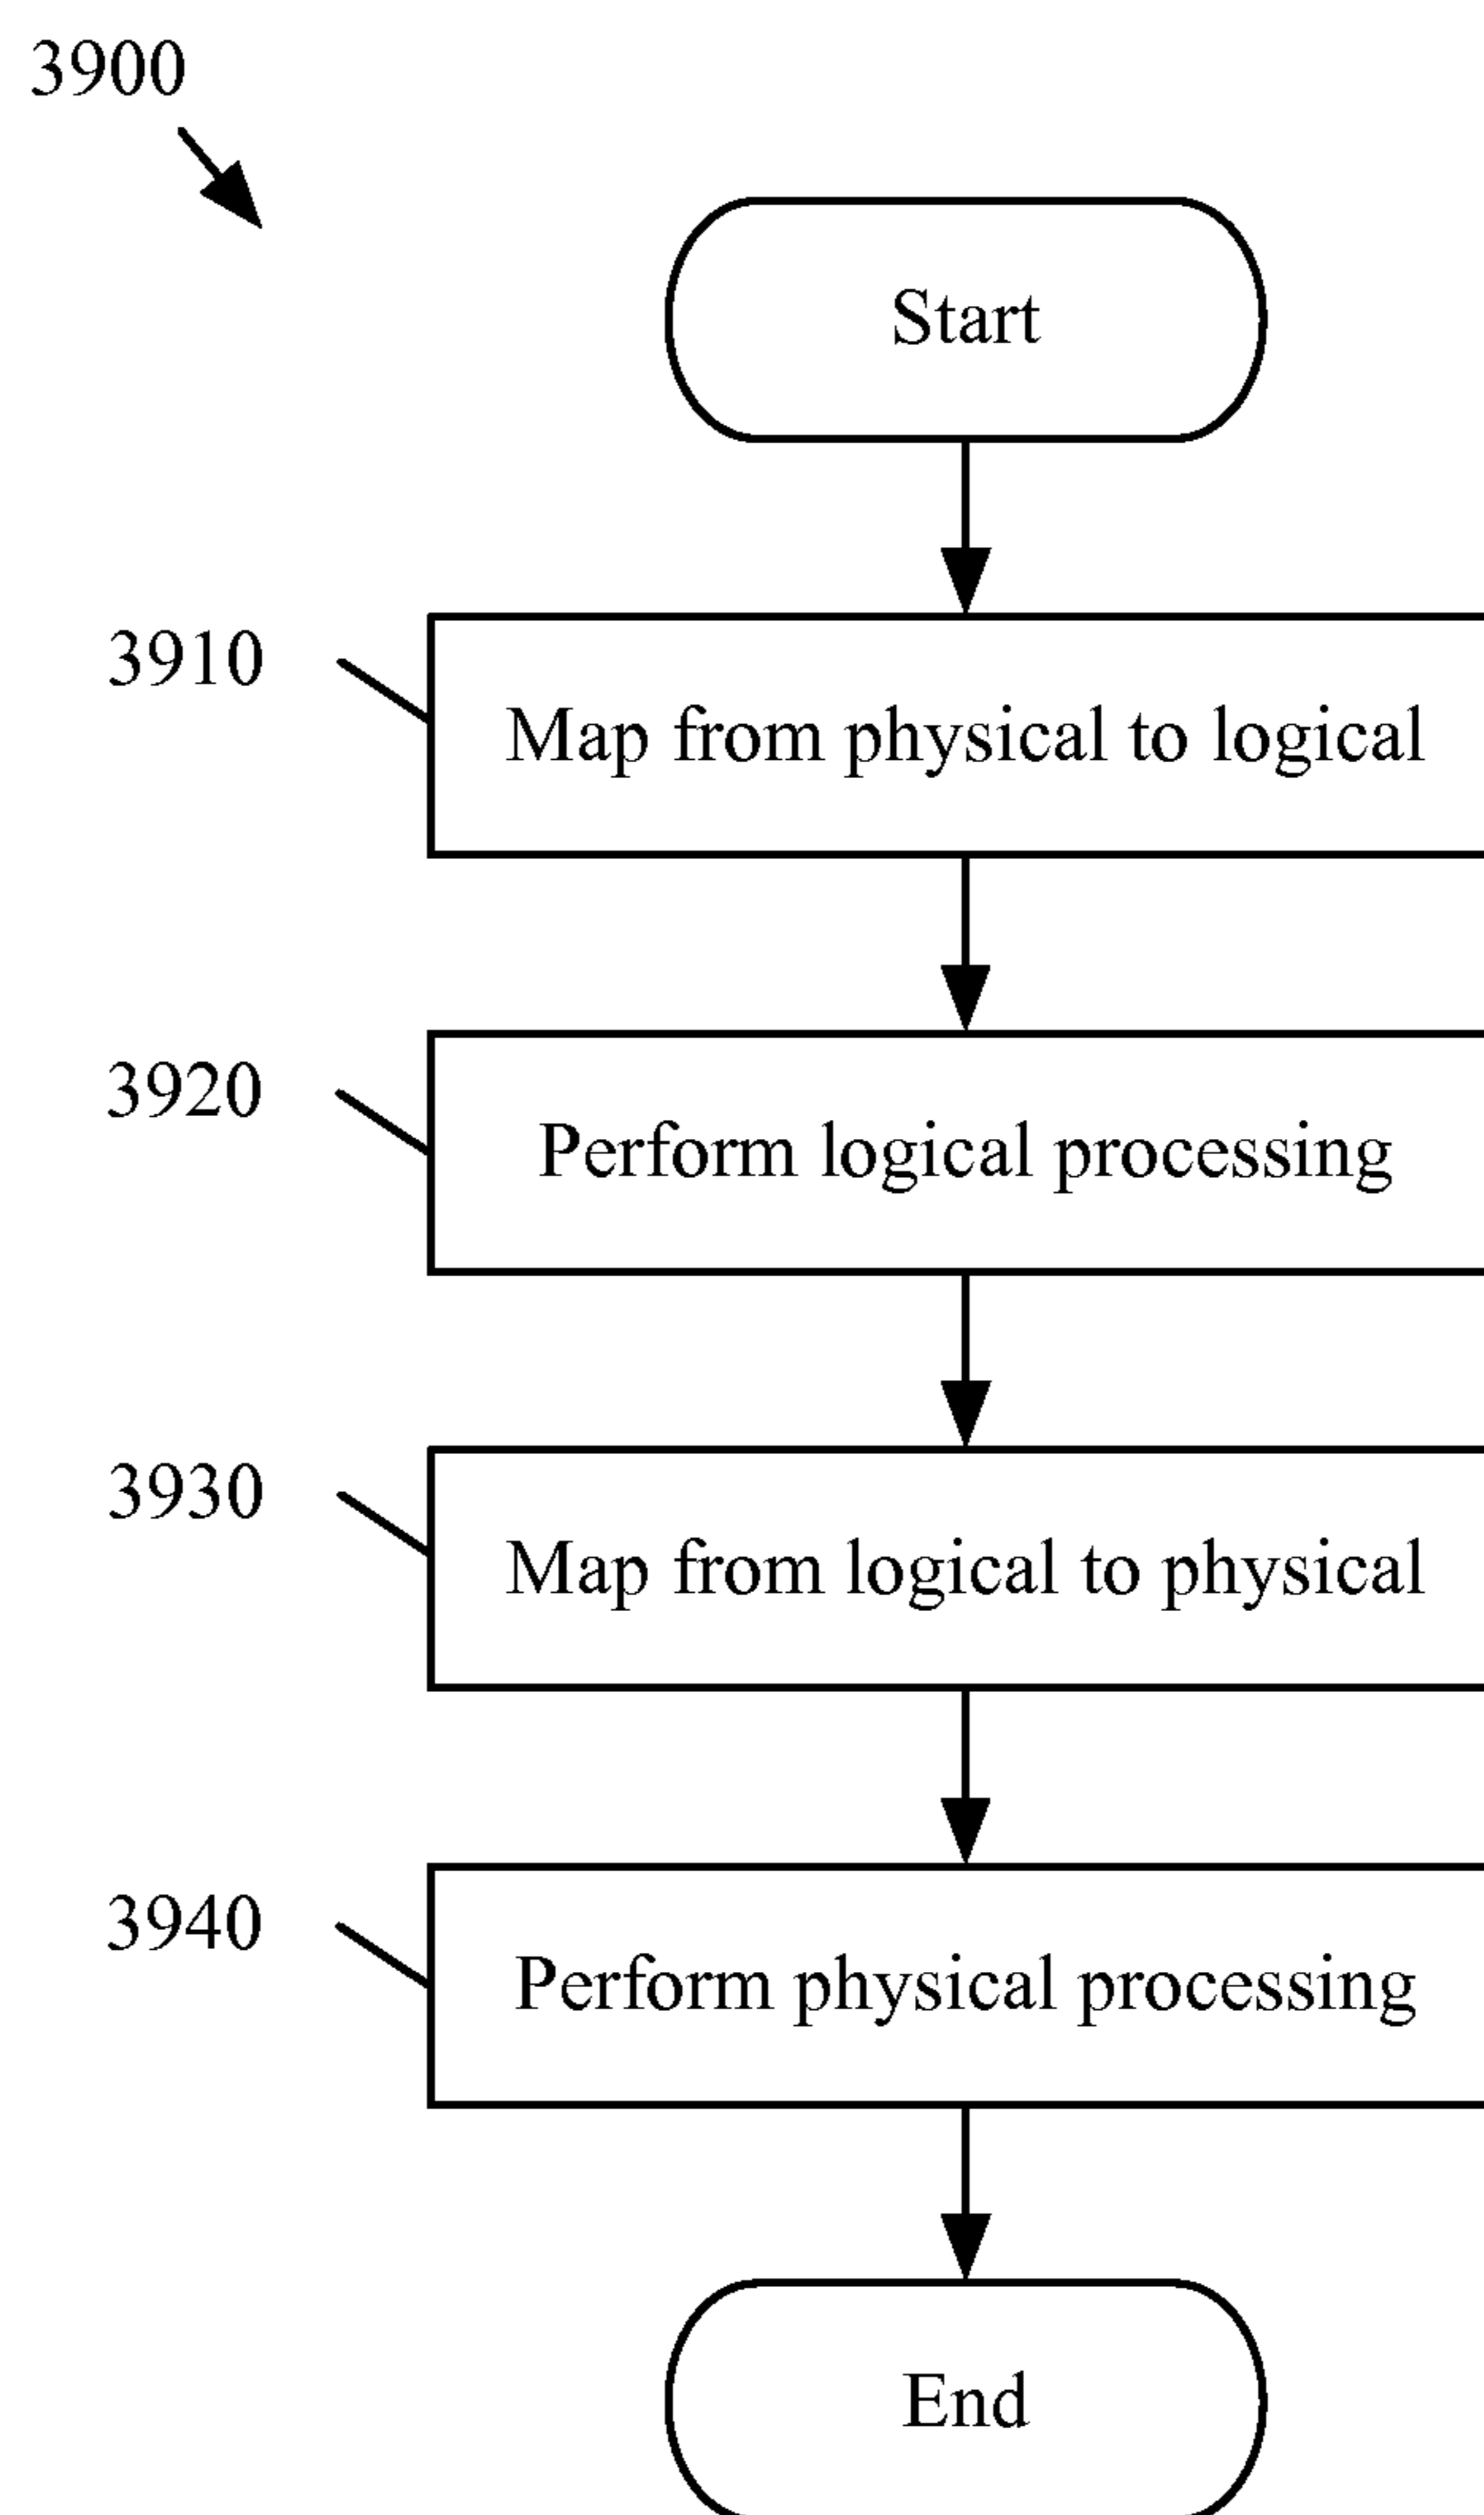 3900
Start
3910
Map from physical to logical
3920
Perform logical processing
3930
Map from logical to physical
3940
Perform physical processing
End